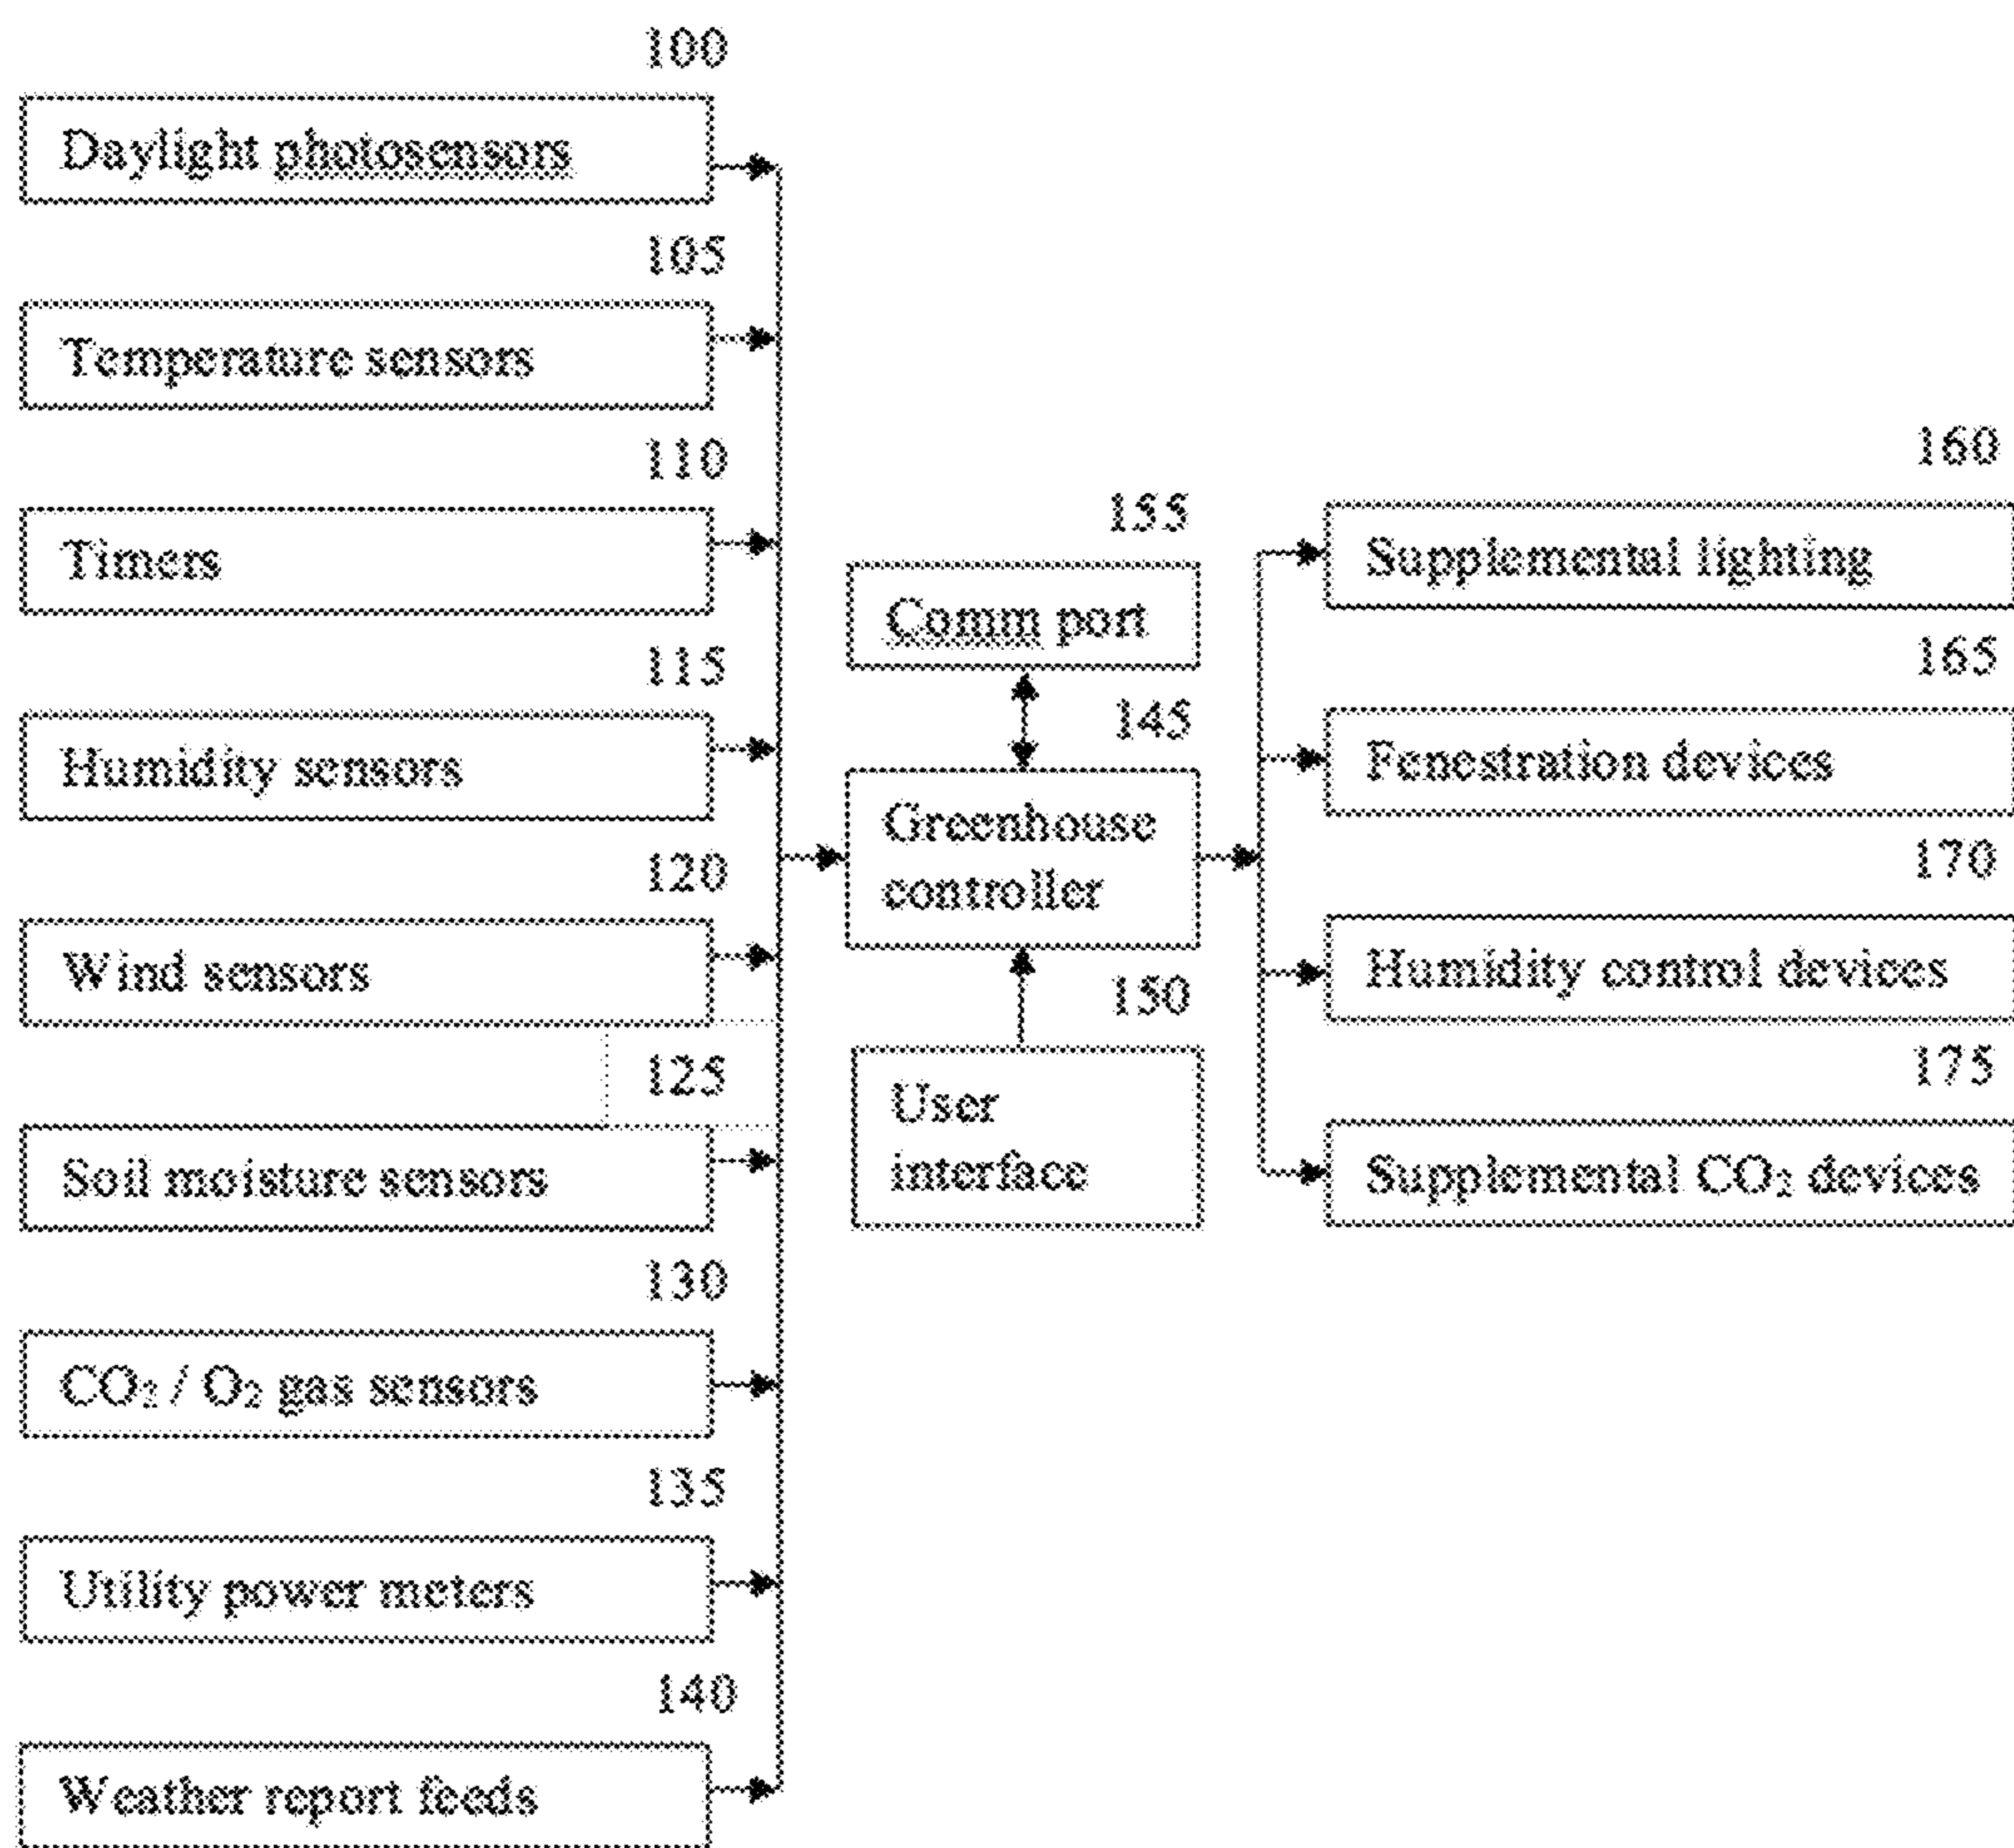 100
Daylight photosensors
105
Temperature sensors
110
Timers
115
Humidity sensors
120
Wind sensors
125
Soil moisture sensors
130
CO₂ / O₂ gas sensors
135
Utility power meters
140
Weather report feeds
155
Comm port
145
Greenhouse
controller
150
User
interface
160
Supplemental lighting
165
Fenestration devices
170
Humidity control devices
175
Supplemental CO₂ devices